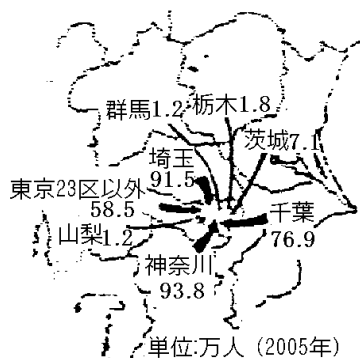 群馬1.2
栃木1.8
茨城7.1
埼玉
91.5
東京23区以外
58.5
千葉
76.9
山梨1.2
神奈川
93.8
単位:万人（2005年）